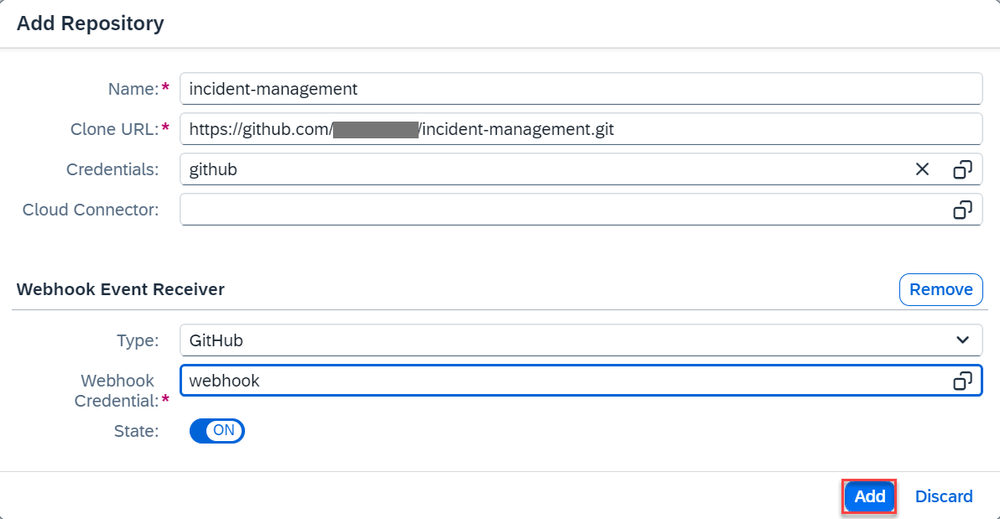 Add Repository
Name:* incident-management
Clone URL:* https://github.com/ /incident-management.git
Credentials: github
Cloud Connector:
Webhook Event Receiver Remove
Type: GitHub
Webhook webhook
Credential:*
State: ON
Add Discard